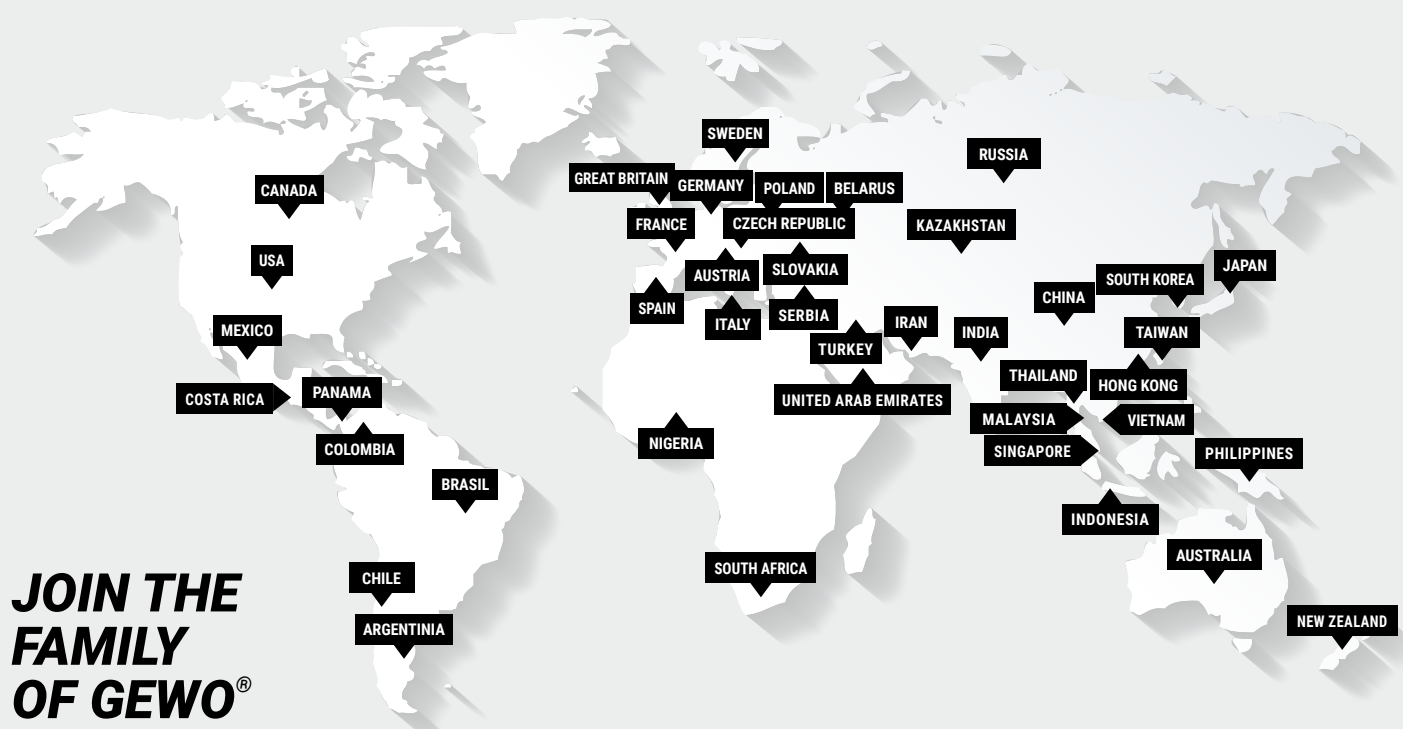 SWEDEN
RUSSIA
GREAT BRITAIN
GERMANY
POLAND
BELARUS
CANADA
FRANCE
CZECH REPUBLIC
KAZAKHSTAN
USA
AUSTRIA
SLOVAKIA
SOUTH KOREA
JAPAN
CHINA
SPAIN
ITALY
SERBIA
IRAN
INDIA
TAIWAN
MEXICO
TURKEY
THAILAND
HONG KONG
COSTA RICA
PANAMA
UNITED ARAB EMIRATES
MALAYSIA
VIETNAM
COLOMBIA
NIGERIA
SINGAPORE
PHILIPPINES
BRASIL
INDONESIA
AUSTRALIA
CHILE
SOUTH AFRICA
ARGENTINIA
NEW ZEALAND
JOIN THE
FAMILY
OF GEWO®